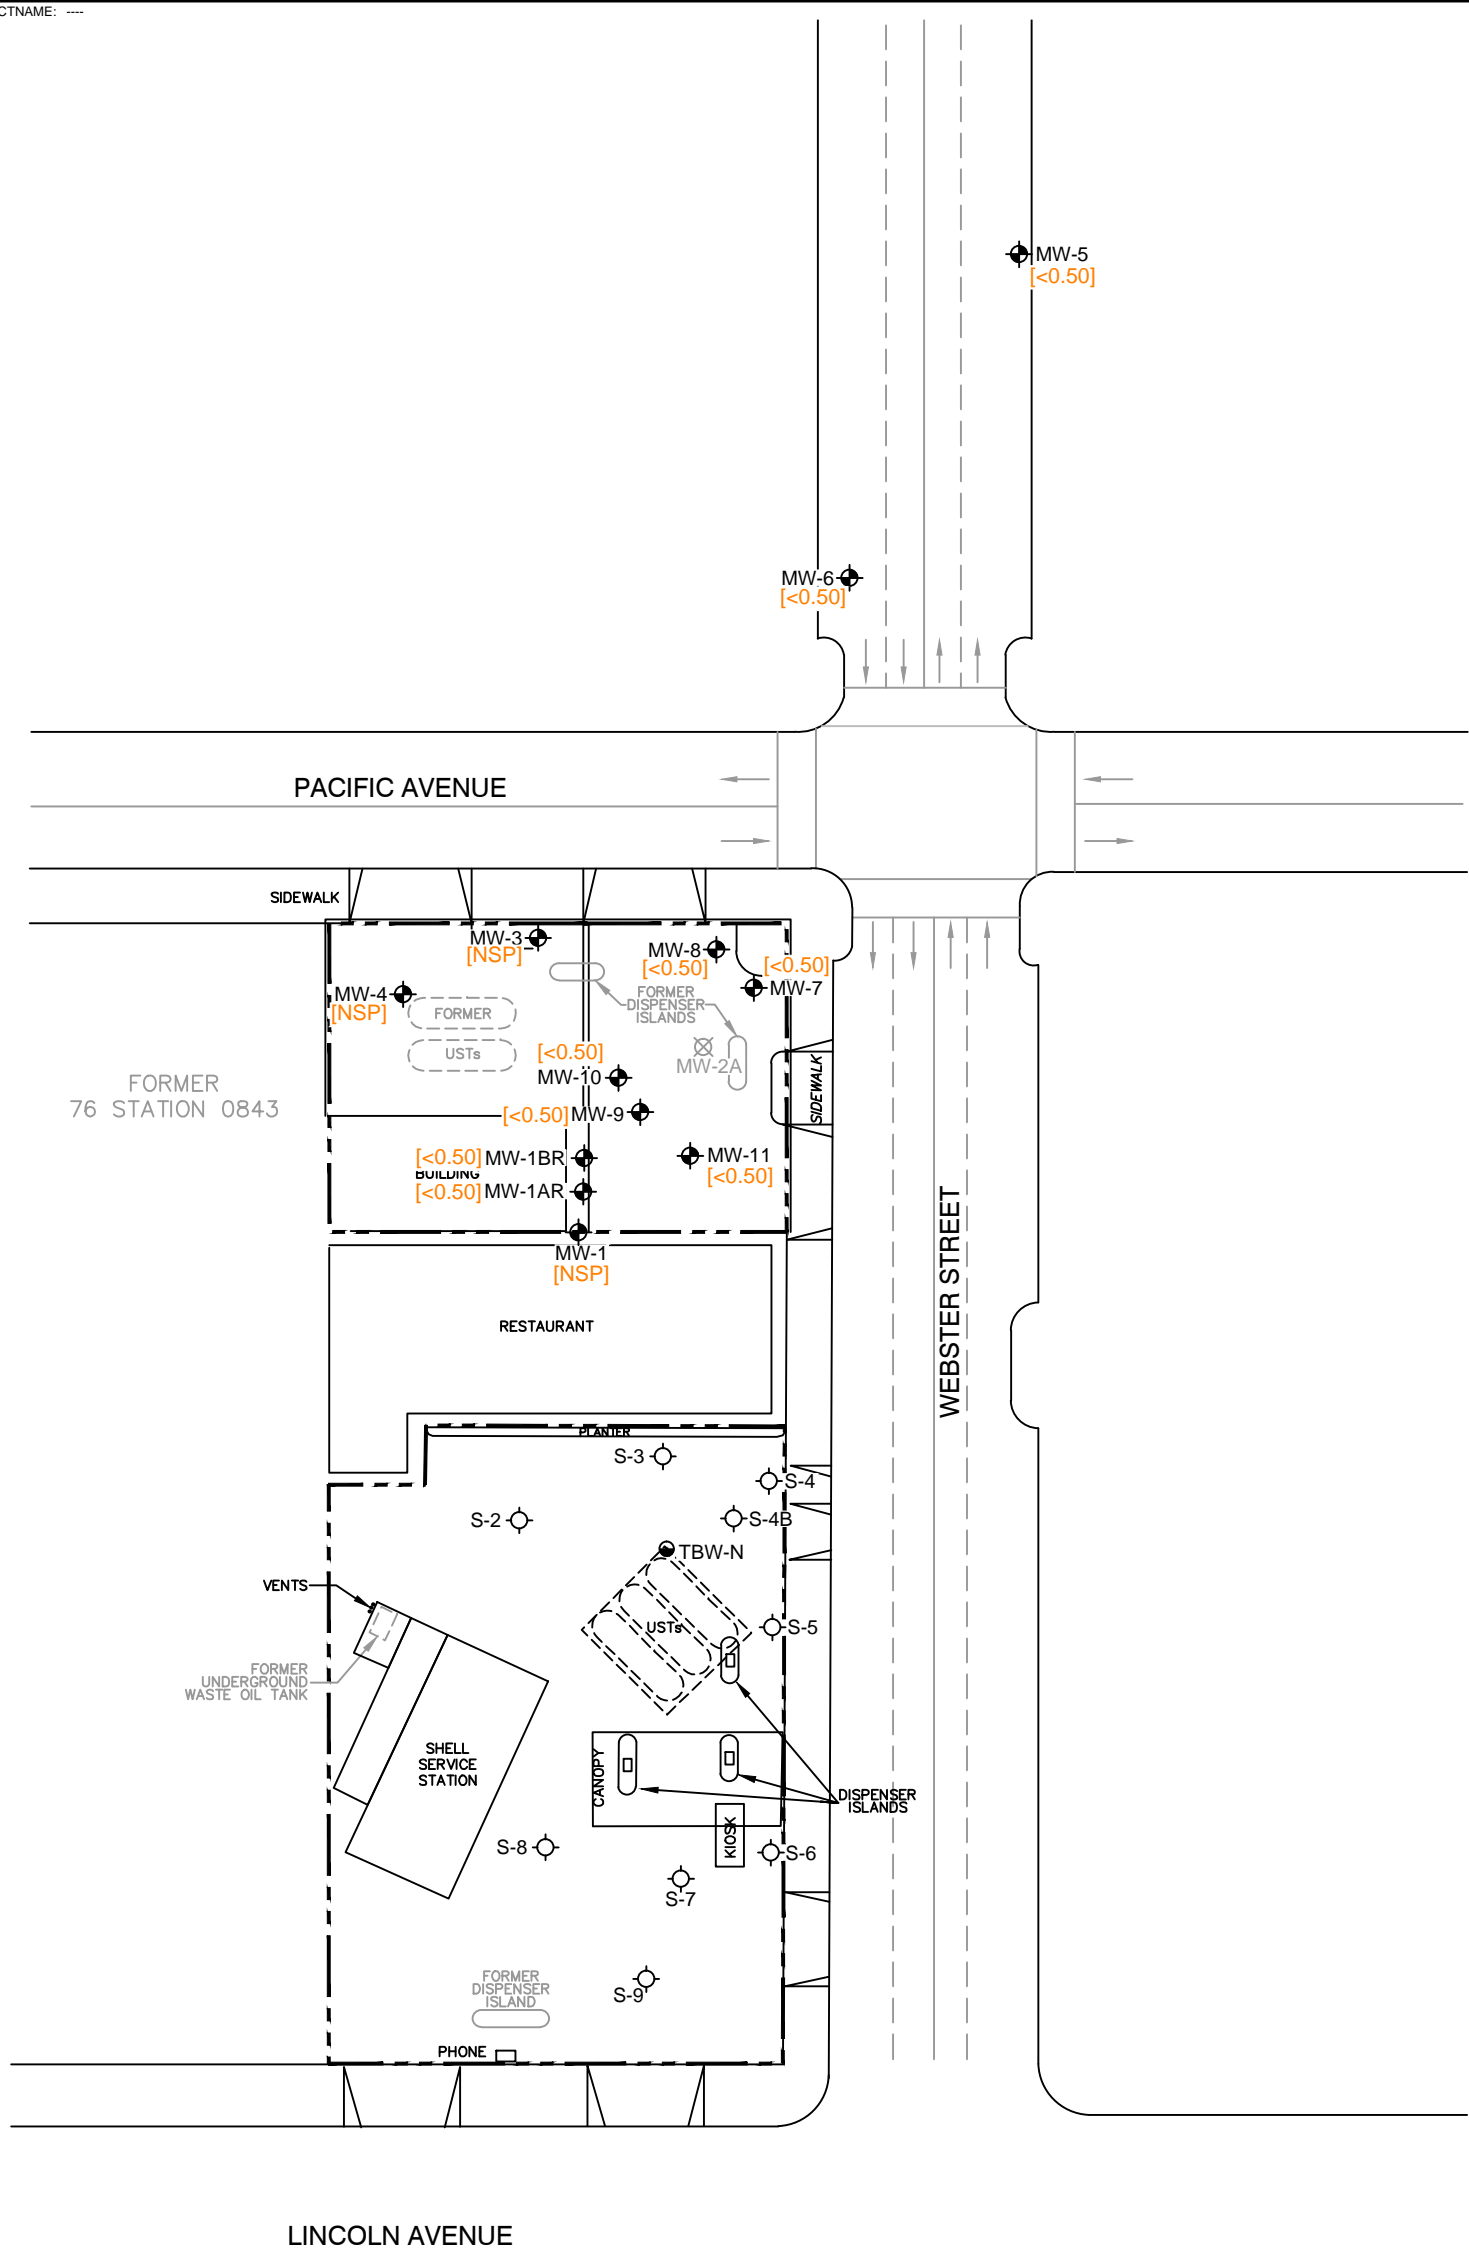 CTNAME: ----
MW-5
[<0.50]
MW-6
[<0.50]
PACIFIC AVENUE
SIDEWALK
MW-3
[NSP]
MW-8
[<0.50]
[<0.50]
MW-7
MW-4
[NSP]
FORMER
USTs
FORMER
DISPENSER
ISLANDS
MW-2A
[<0.50]
MW-10
[<0.50] MW-9
SIDEWALK
FORMER
76 STATION 0843
[<0.50] MW-1BR
BUILDING
[<0.50] MW-1AR
MW-11
[<0.50]
MW-1
[NSP]
WEBSTER STREET
RESTAURANT
PLANTER
S-3
S-4
S-2
S-4B
TBW-N
VENTS
USTs
S-5
FORMER
UNDERGROUND
WASTE OIL TANK
SHELL
SERVICE
STATION
CANOPY
DISPENSER
ISLANDS
KIOSK
S-8
S-6
S-7
FORMER
DISPENSER
ISLAND
S-9
PHONE
LINCOLN AVENUE